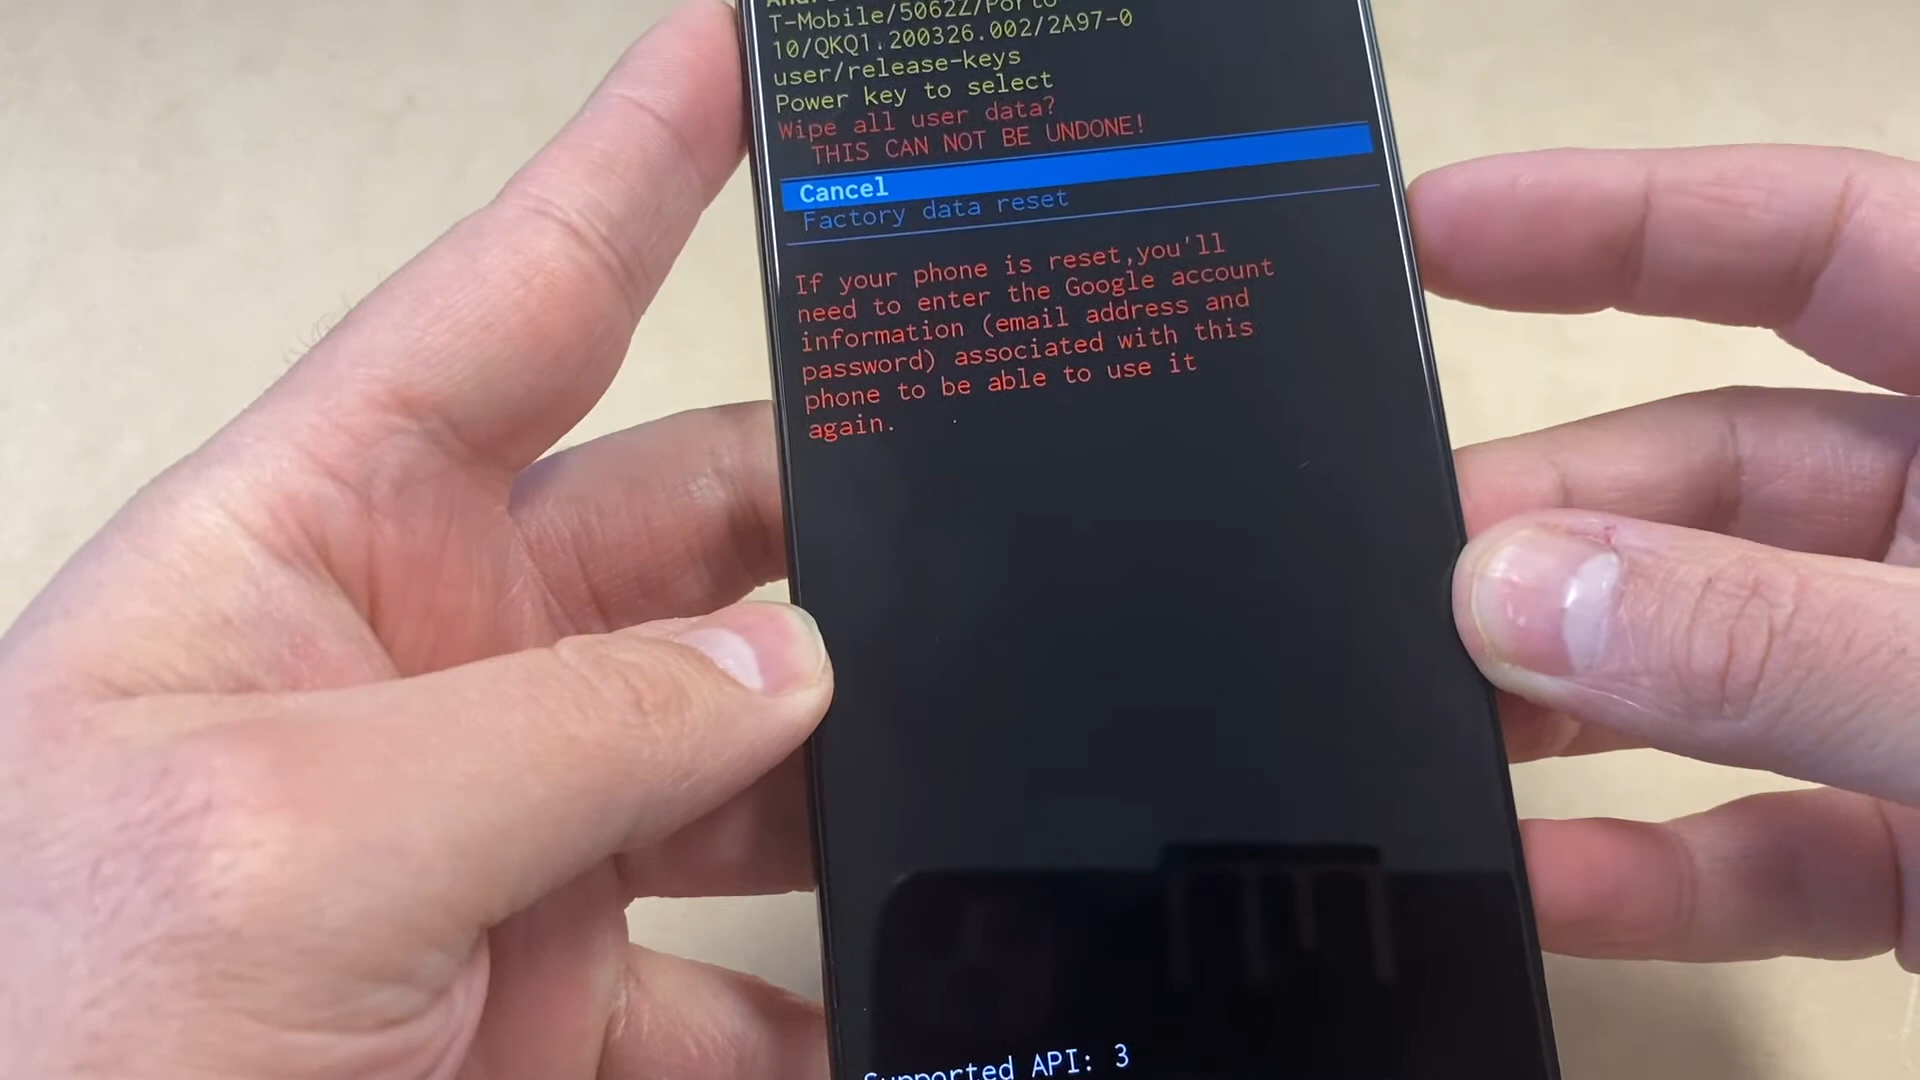 T-Mobile/5062Z/Porto
10/QKQ1.200326.002/2A97-0
user/release-keys
Power key to select
Wipe all user data?
THIS CAN NOT BE UNDONE!
Cancel
Factory data reset
If your phone is reset,you'll
need to enter the Google account
information (email address and
password) associated with this
phone to be able to use it
again.
Supported API: 3